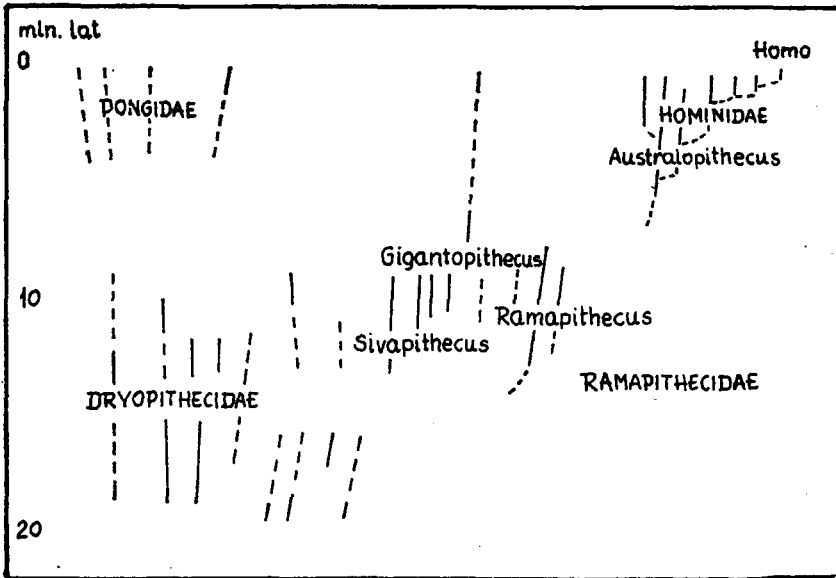 mln. lat
0
Homo
PONGIDAE
HOMINIDAE
Australopithecus
Gigantopithecus
10
Ramapithecus
Sivapithecus
RAMAPITHECIDAE
DRYOPITHECIDAE
20